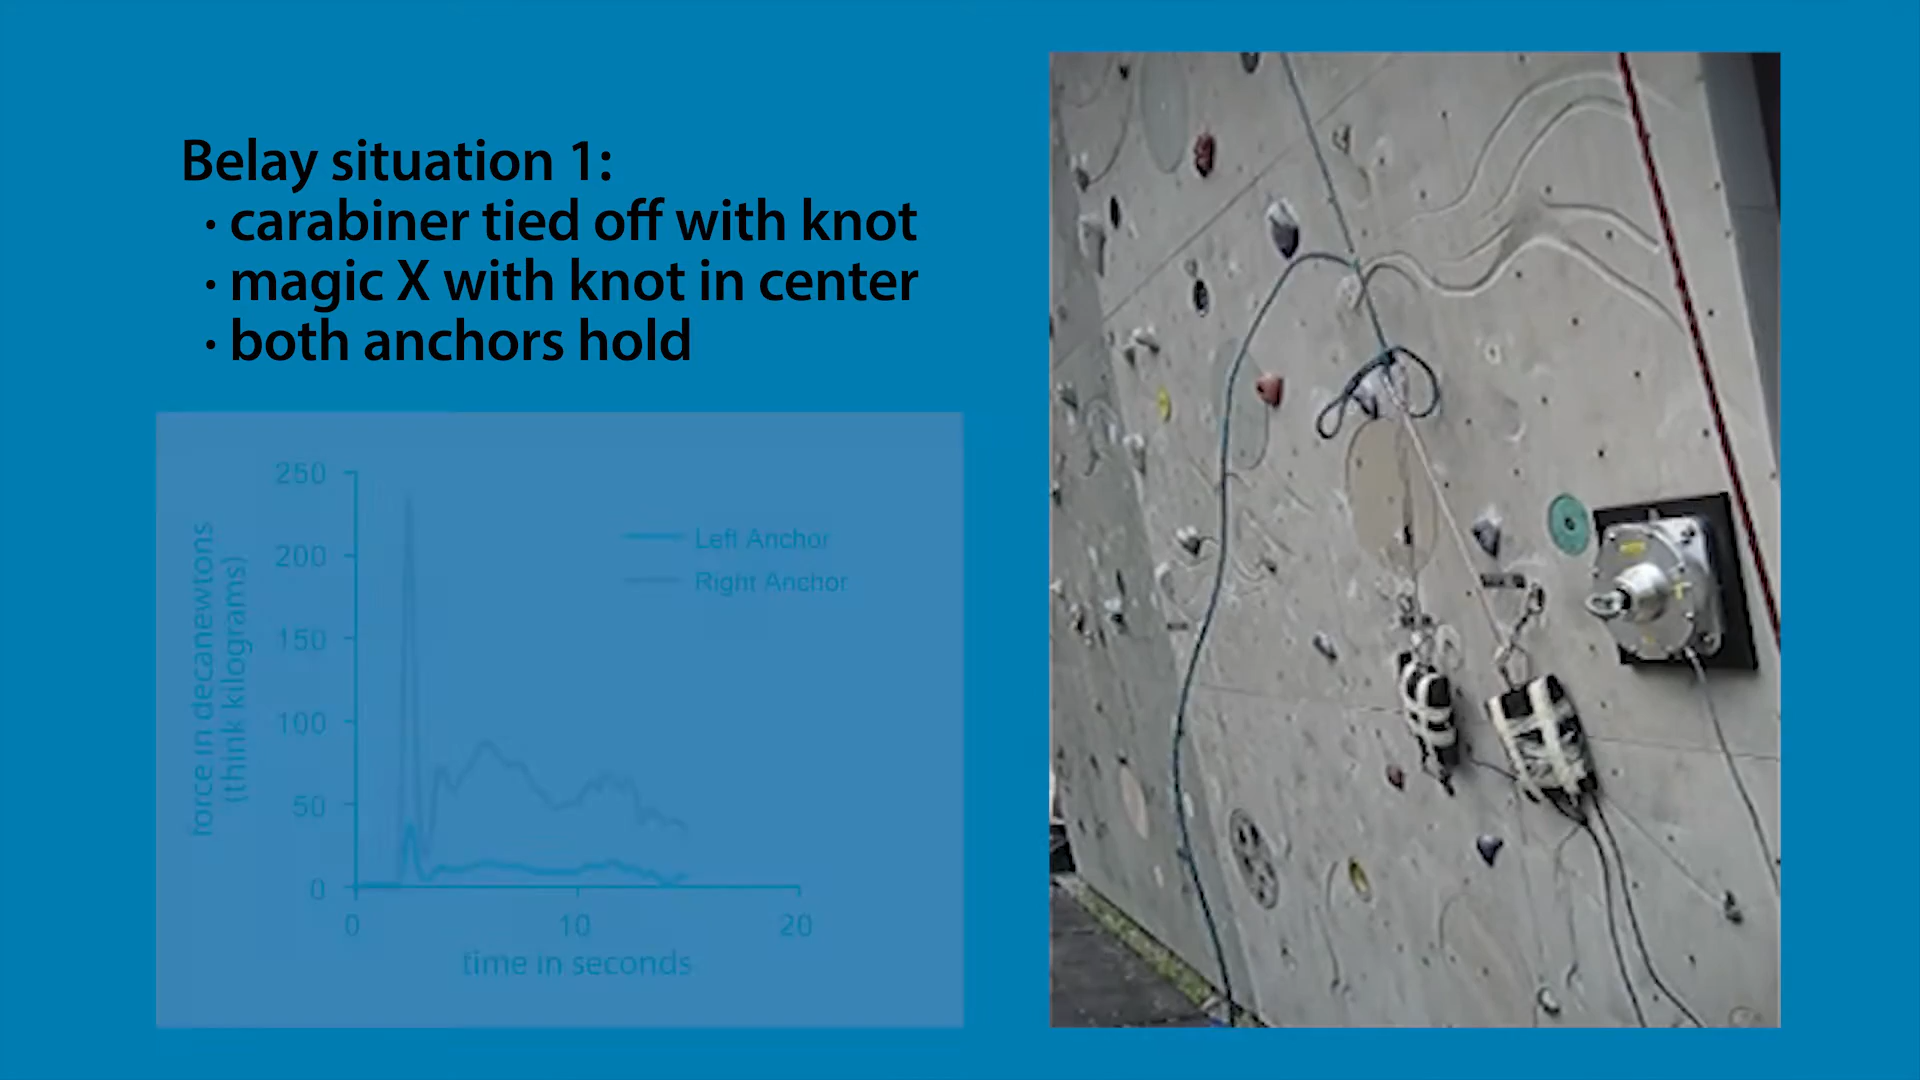 Belay situation 1:
· carabiner tied off with knot
· magic X with knot in center
· both anchors hold
250
200
150
100
50
0
force in decanewtons
(think kilograms)
Left Anchor
Right Anchor
0 10 20
time in seconds